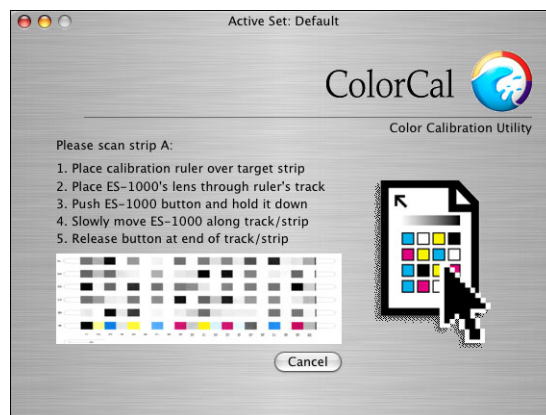 Active Set: Default
ColorCal
Color Calibration Utility
Please scan strip A:
1. Place calibration ruler over target strip
2. Place ES-1000's lens through ruler's track
3. Push ES-1000 button and hold it down
4. Slowly move ES-1000 along track/strip
5. Release button at end of track/strip
Cancel